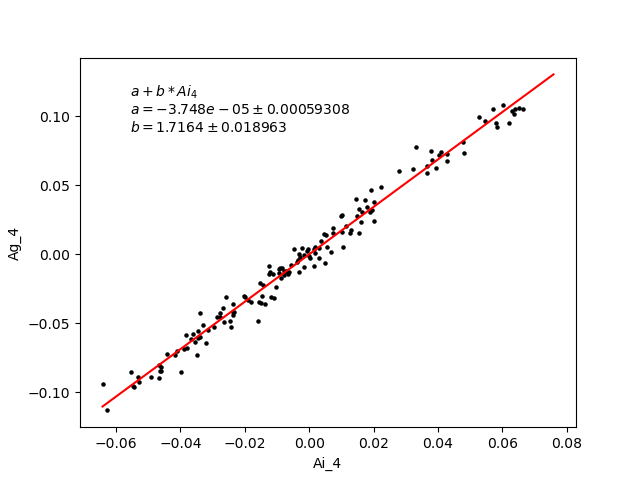 a + b * Ai₄
a = −3.748e − 05 ± 0.00059308
b = 1.7164 ± 0.018963
0.10
0.05
0.00
−0.05
−0.10
Ag_4
−0.06
−0.04
−0.02
0.00
0.02
0.04
0.06
0.08
Ai_4